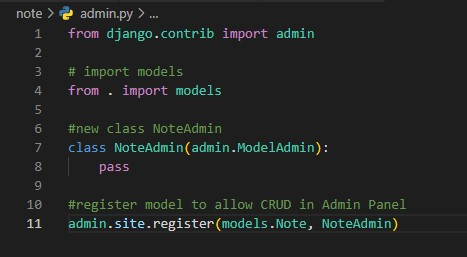 note > admin.py > ...
1 from django.contrib import admin
2
3 # import models
4 from . import models
5
6 #new class NoteAdmin
7 class NoteAdmin(admin.ModelAdmin):
8     pass
9
10 #register model to allow CRUD in Admin Panel
11 admin.site.register(models.Note, NoteAdmin)